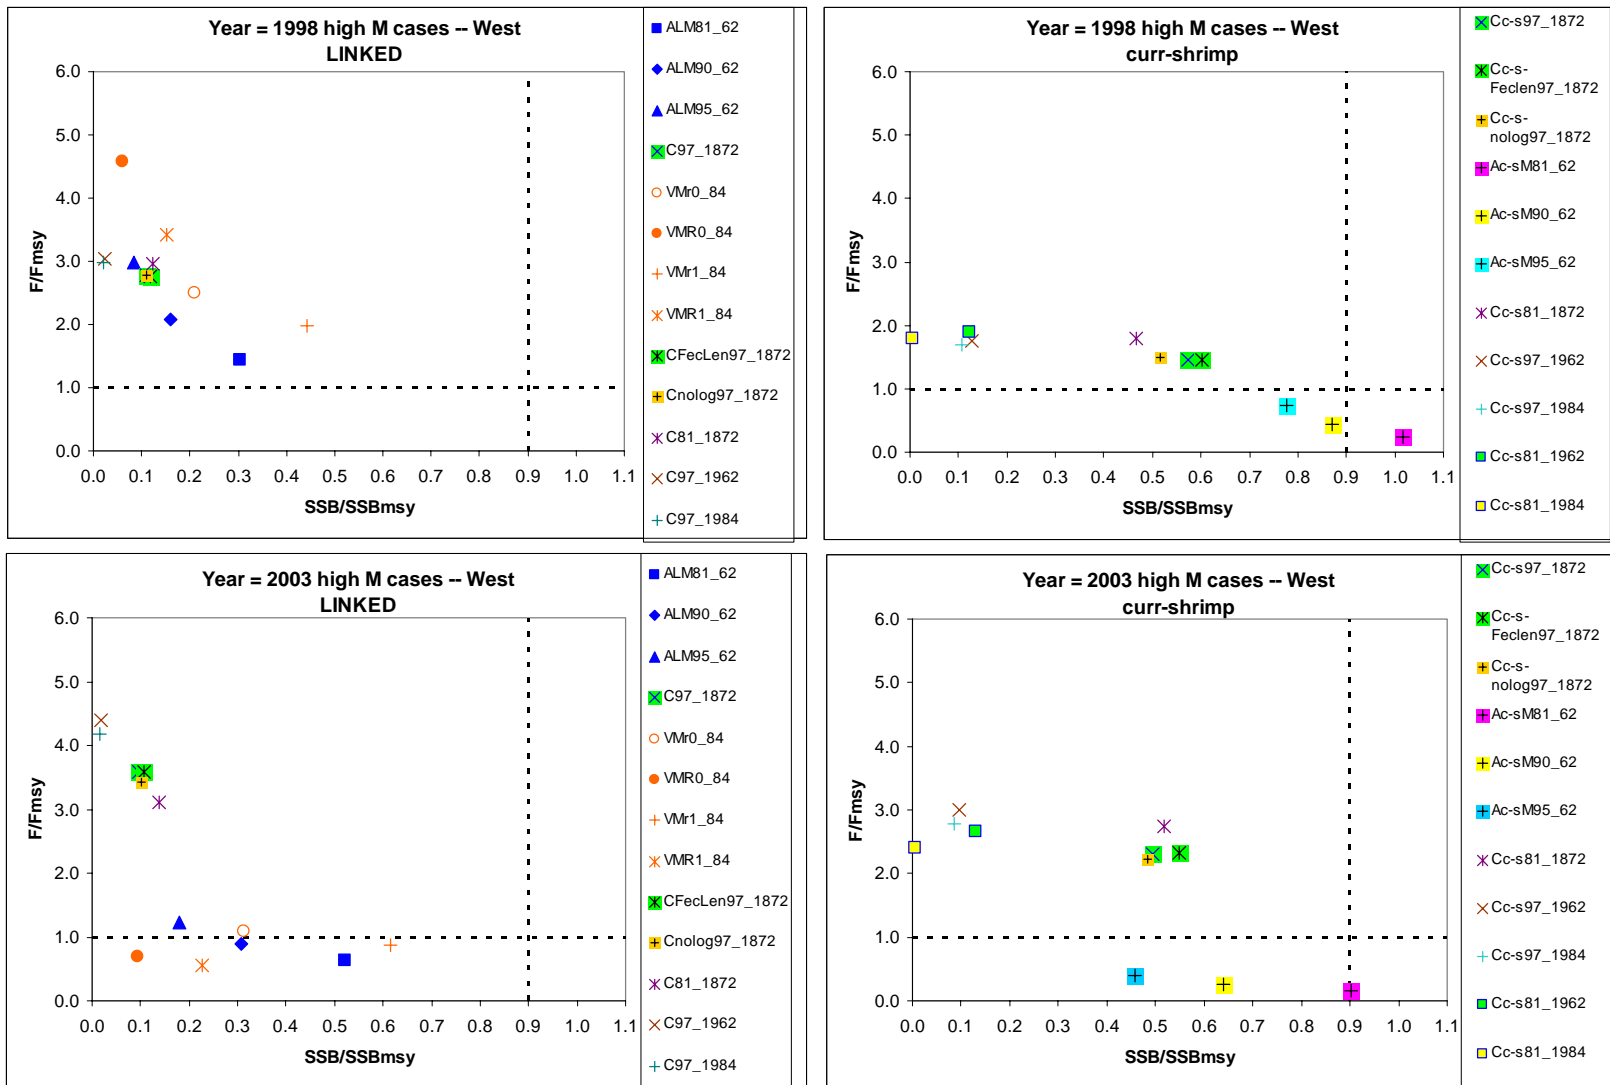 Year = 1998 high M cases -- West
LINKED
6.0
5.0
4.0
3.0
2.0
1.0
0.0
F/Fmsy
0.0 0.1 0.2 0.3 0.4 0.5 0.6 0.7 0.8 0.9 1.0 1.1
SSB/SSBmsy
ALM81_62
ALM90_62
ALM95_62
C97_1872
VMr0_84
VMR0_84
VMr1_84
VMR1_84
CFecLen97_1872
Cnolog97_1872
C81_1872
C97_1962
C97_1984
Year = 1998 high M cases -- West
curr-shrimp
6.0
5.0
4.0
3.0
2.0
1.0
0.0
F/Fmsy
0.0 0.1 0.2 0.3 0.4 0.5 0.6 0.7 0.8 0.9 1.0 1.1
SSB/SSBmsy
Cc-s97_1872
Cc-s-
Feclen97_1872
Cc-s-
nolog97_1872
Ac-sM81_62
Ac-sM90_62
Ac-sM95_62
Cc-s81_1872
Cc-s97_1962
Cc-s97_1984
Cc-s81_1962
Cc-s81_1984
Year = 2003 high M cases -- West
LINKED
6.0
5.0
4.0
3.0
2.0
1.0
0.0
F/Fmsy
0.0 0.1 0.2 0.3 0.4 0.5 0.6 0.7 0.8 0.9 1.0 1.1
SSB/SSBmsy
ALM81_62
ALM90_62
ALM95_62
C97_1872
VMr0_84
VMR0_84
VMr1_84
VMR1_84
CFecLen97_1872
Cnolog97_1872
C81_1872
C97_1962
C97_1984
Year = 2003 high M cases -- West
curr-shrimp
6.0
5.0
4.0
3.0
2.0
1.0
0.0
F/Fmsy
0.0 0.1 0.2 0.3 0.4 0.5 0.6 0.7 0.8 0.9 1.0 1.1
SSB/SSBmsy
Cc-s97_1872
Cc-s-
Feclen97_1872
Cc-s-
nolog97_1872
Ac-sM81_62
Ac-sM90_62
Ac-sM95_62
Cc-s81_1872
Cc-s97_1962
Cc-s97_1984
Cc-s81_1962
Cc-s81_1984